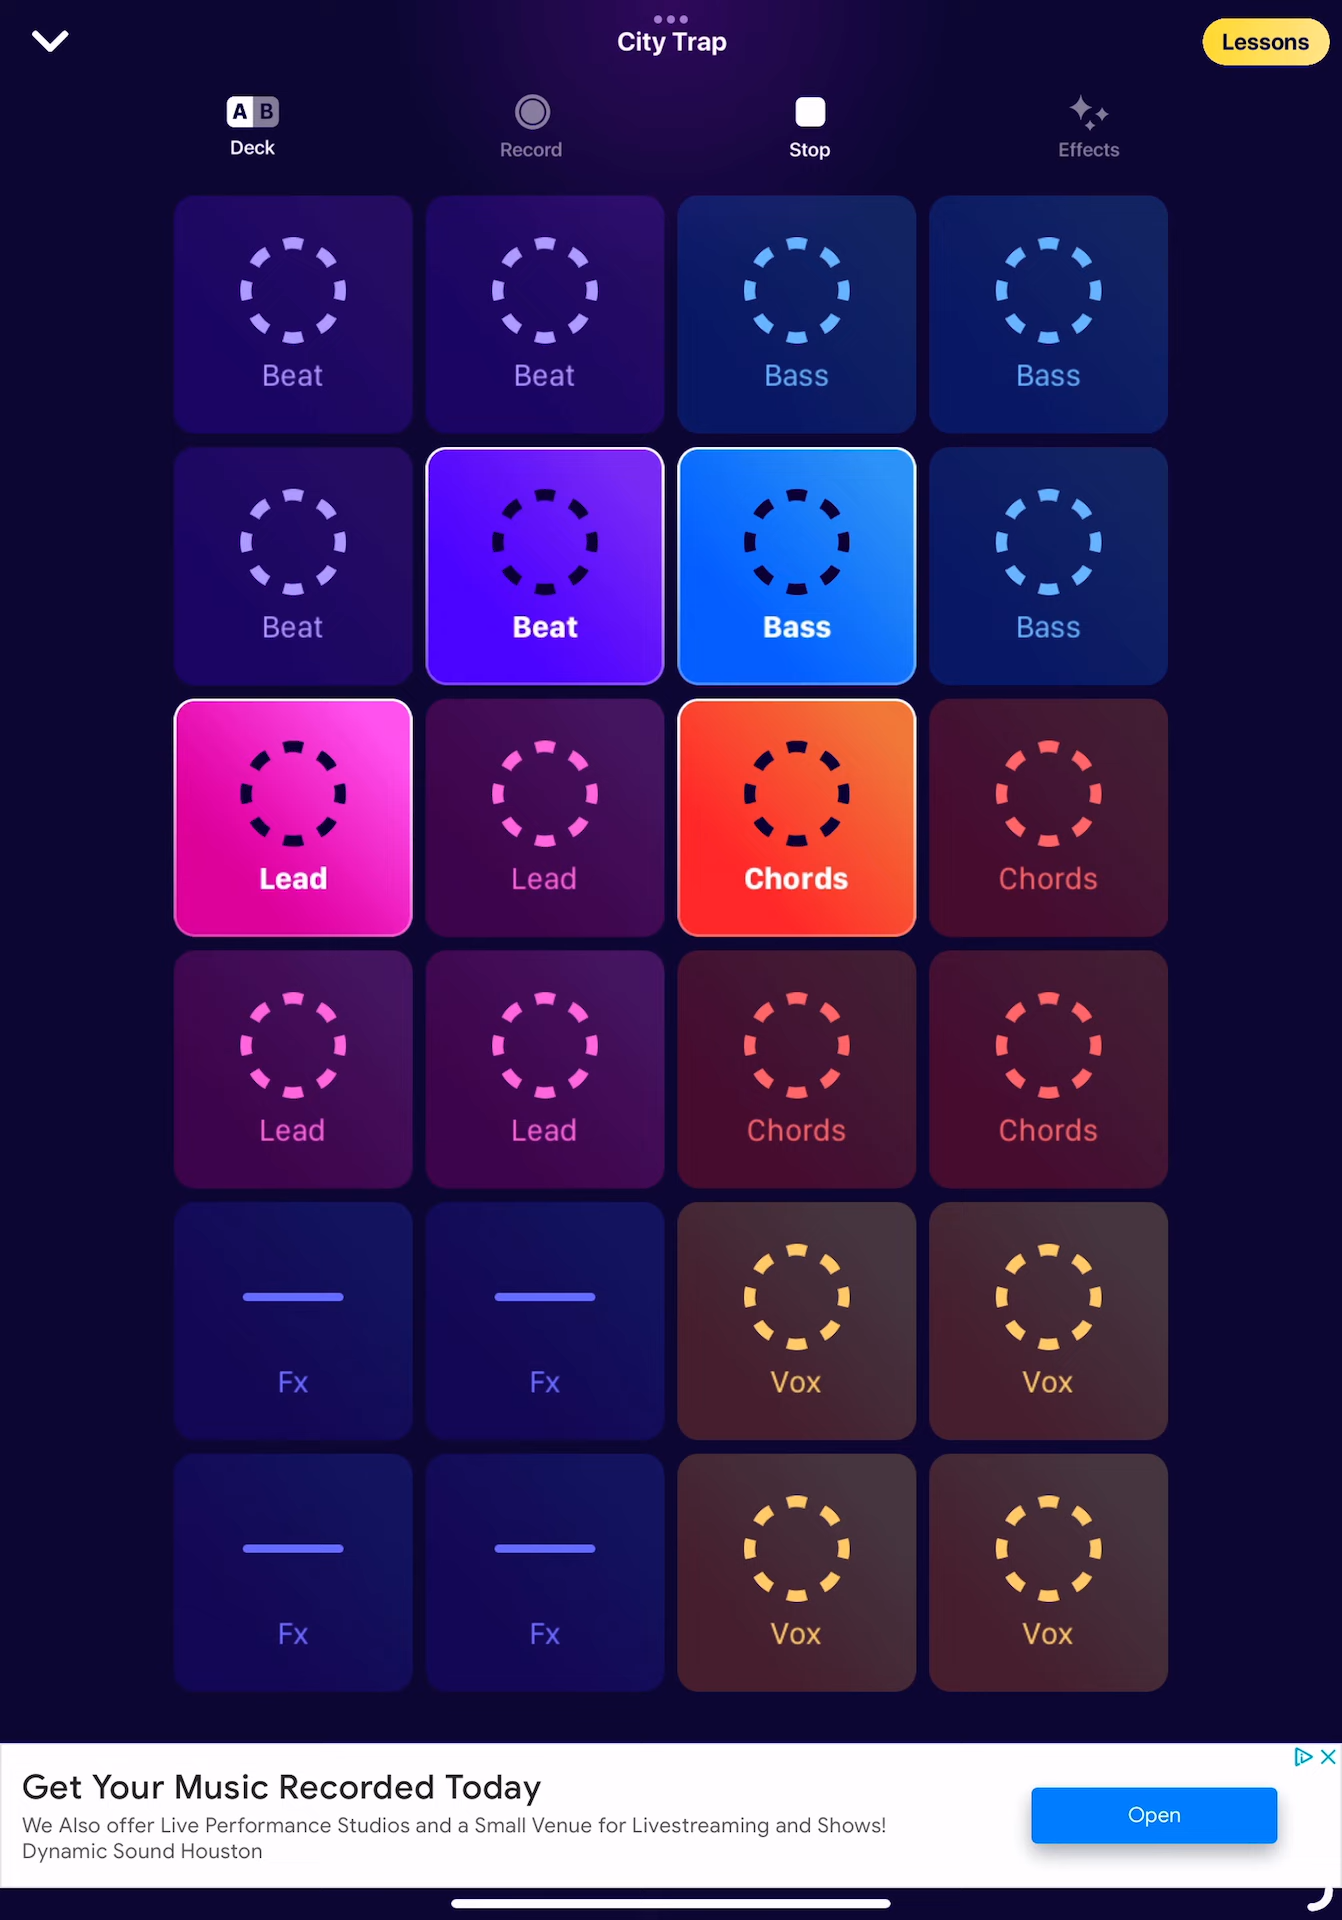 City Trap
Lessons
A B
Deck
Record
Stop
Effects
Beat
Beat
Bass
Bass
Beat
Beat
Bass
Bass
Lead
Lead
Chords
Chords
Lead
Lead
Chords
Chords
Fx
Fx
Vox
Vox
Fx
Fx
Vox
Vox
Get Your Music Recorded Today
We Also offer Live Performance Studios and a Small Venue for Livestreaming and Shows!
Dynamic Sound Houston
Open